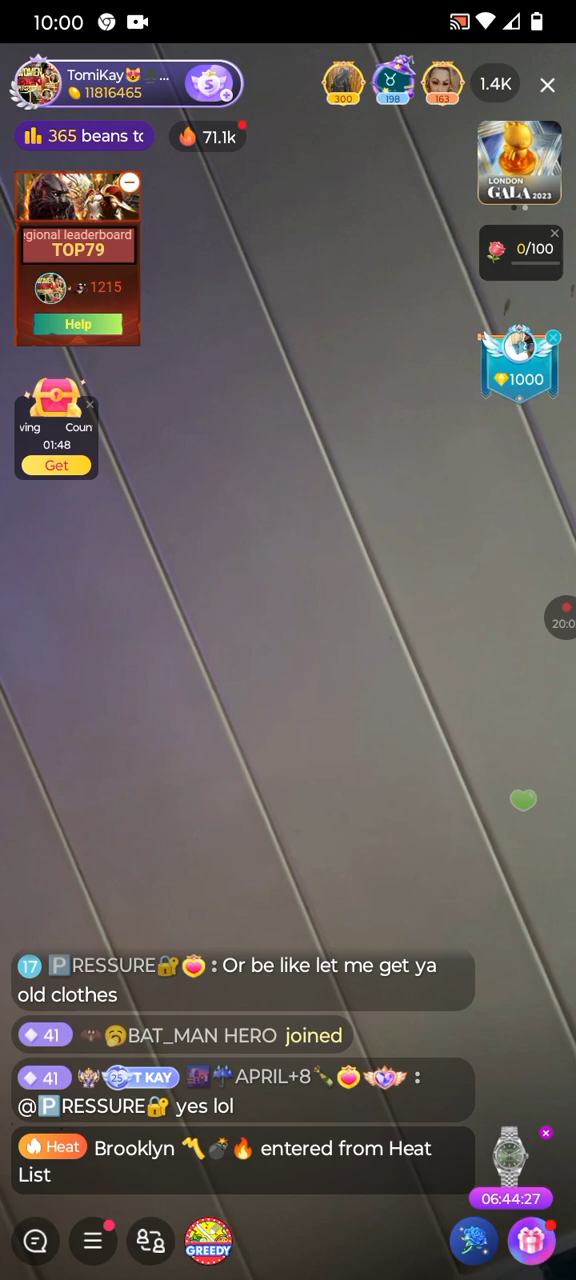 10:00
TomiKay😻
11816465
S
300
198
163
1.4K
365 beans to
71.1k
LONDON
GALA 2023
egional leaderboard
TOP79
1215
Help
0/100
1000
ving Coun
01:48
Get
20:0
17 🅿️RESSURE🔐 : Or be like let me get ya
old clothes
41 🦇🥱BAT_MAN HERO joined
41 25 T KAY APRIL+8🍾 :
@🅿️RESSURE🔐 yes lol
Heat Brooklyn 〽️💣🔥 entered from Heat
List
06:44:27
GREEDY